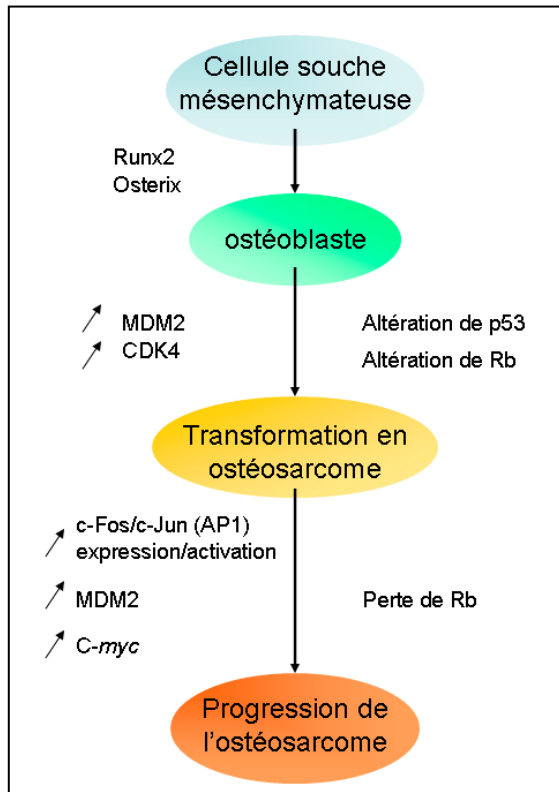 Cellule souche
mésenchymateuse
Runx2
Osterix
ostéoblaste
MDM2
CDK4
Altération de p53
Altération de Rb
Transformation en
ostéosarcome
c-Fos/c-Jun (AP1)
expression/activation
MDM2
C-myc
Perte de Rb
Progression de
l'ostéosarcome